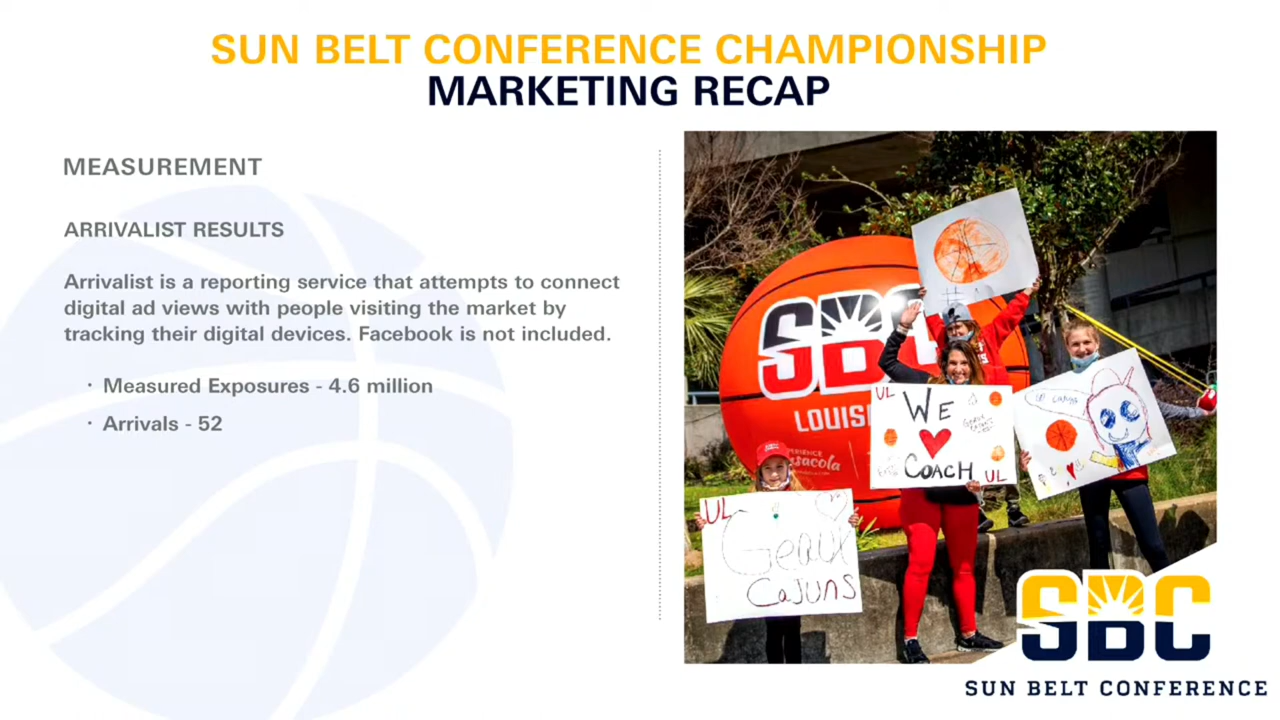 SUN BELT CONFERENCE CHAMPIONSHIP
MARKETING RECAP
MEASUREMENT
ARRIVALIST RESULTS
Arrivalist is a reporting service that attempts to connect
digital ad views with people visiting the market by
tracking their digital devices. Facebook is not included.
· Measured Exposures - 4.6 million
· Arrivals - 52
#1
SBC
LOUIS
UL
WE
COACH
UL
UL
Geaux
Cajuns
SBC
SUN BELT CONFERENCE